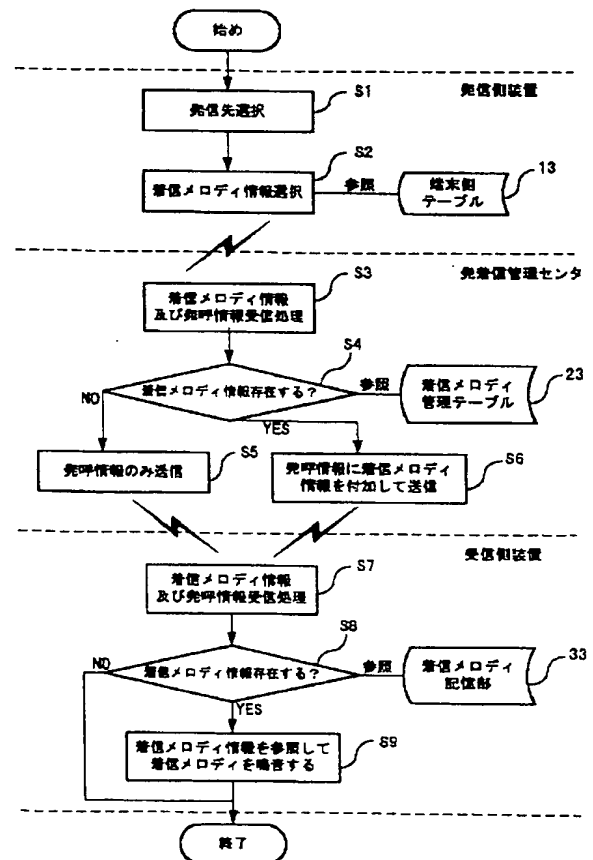 始め
S1
発信側装置
発信先選択
S2
着信メロディ情報選択
参照
端末側
テーブル
13
発着信管理センタ
S3
着信メロディ情報
及び発呼情報受信処理
S4
着信メロディ情報存在する?
参照
着信メロディ
管理テーブル
23
NO
YES
S5
発呼情報のみ送信
S6
発呼情報に着信メロディ
情報を付加して送信
受信側装置
S7
着信メロディ情報
及び発呼情報受信処理
S8
着信メロディ情報存在する?
参照
着信メロディ
記憶部
33
NO
YES
S9
着信メロディ情報を参照して
着信メロディを鳴音する
終了